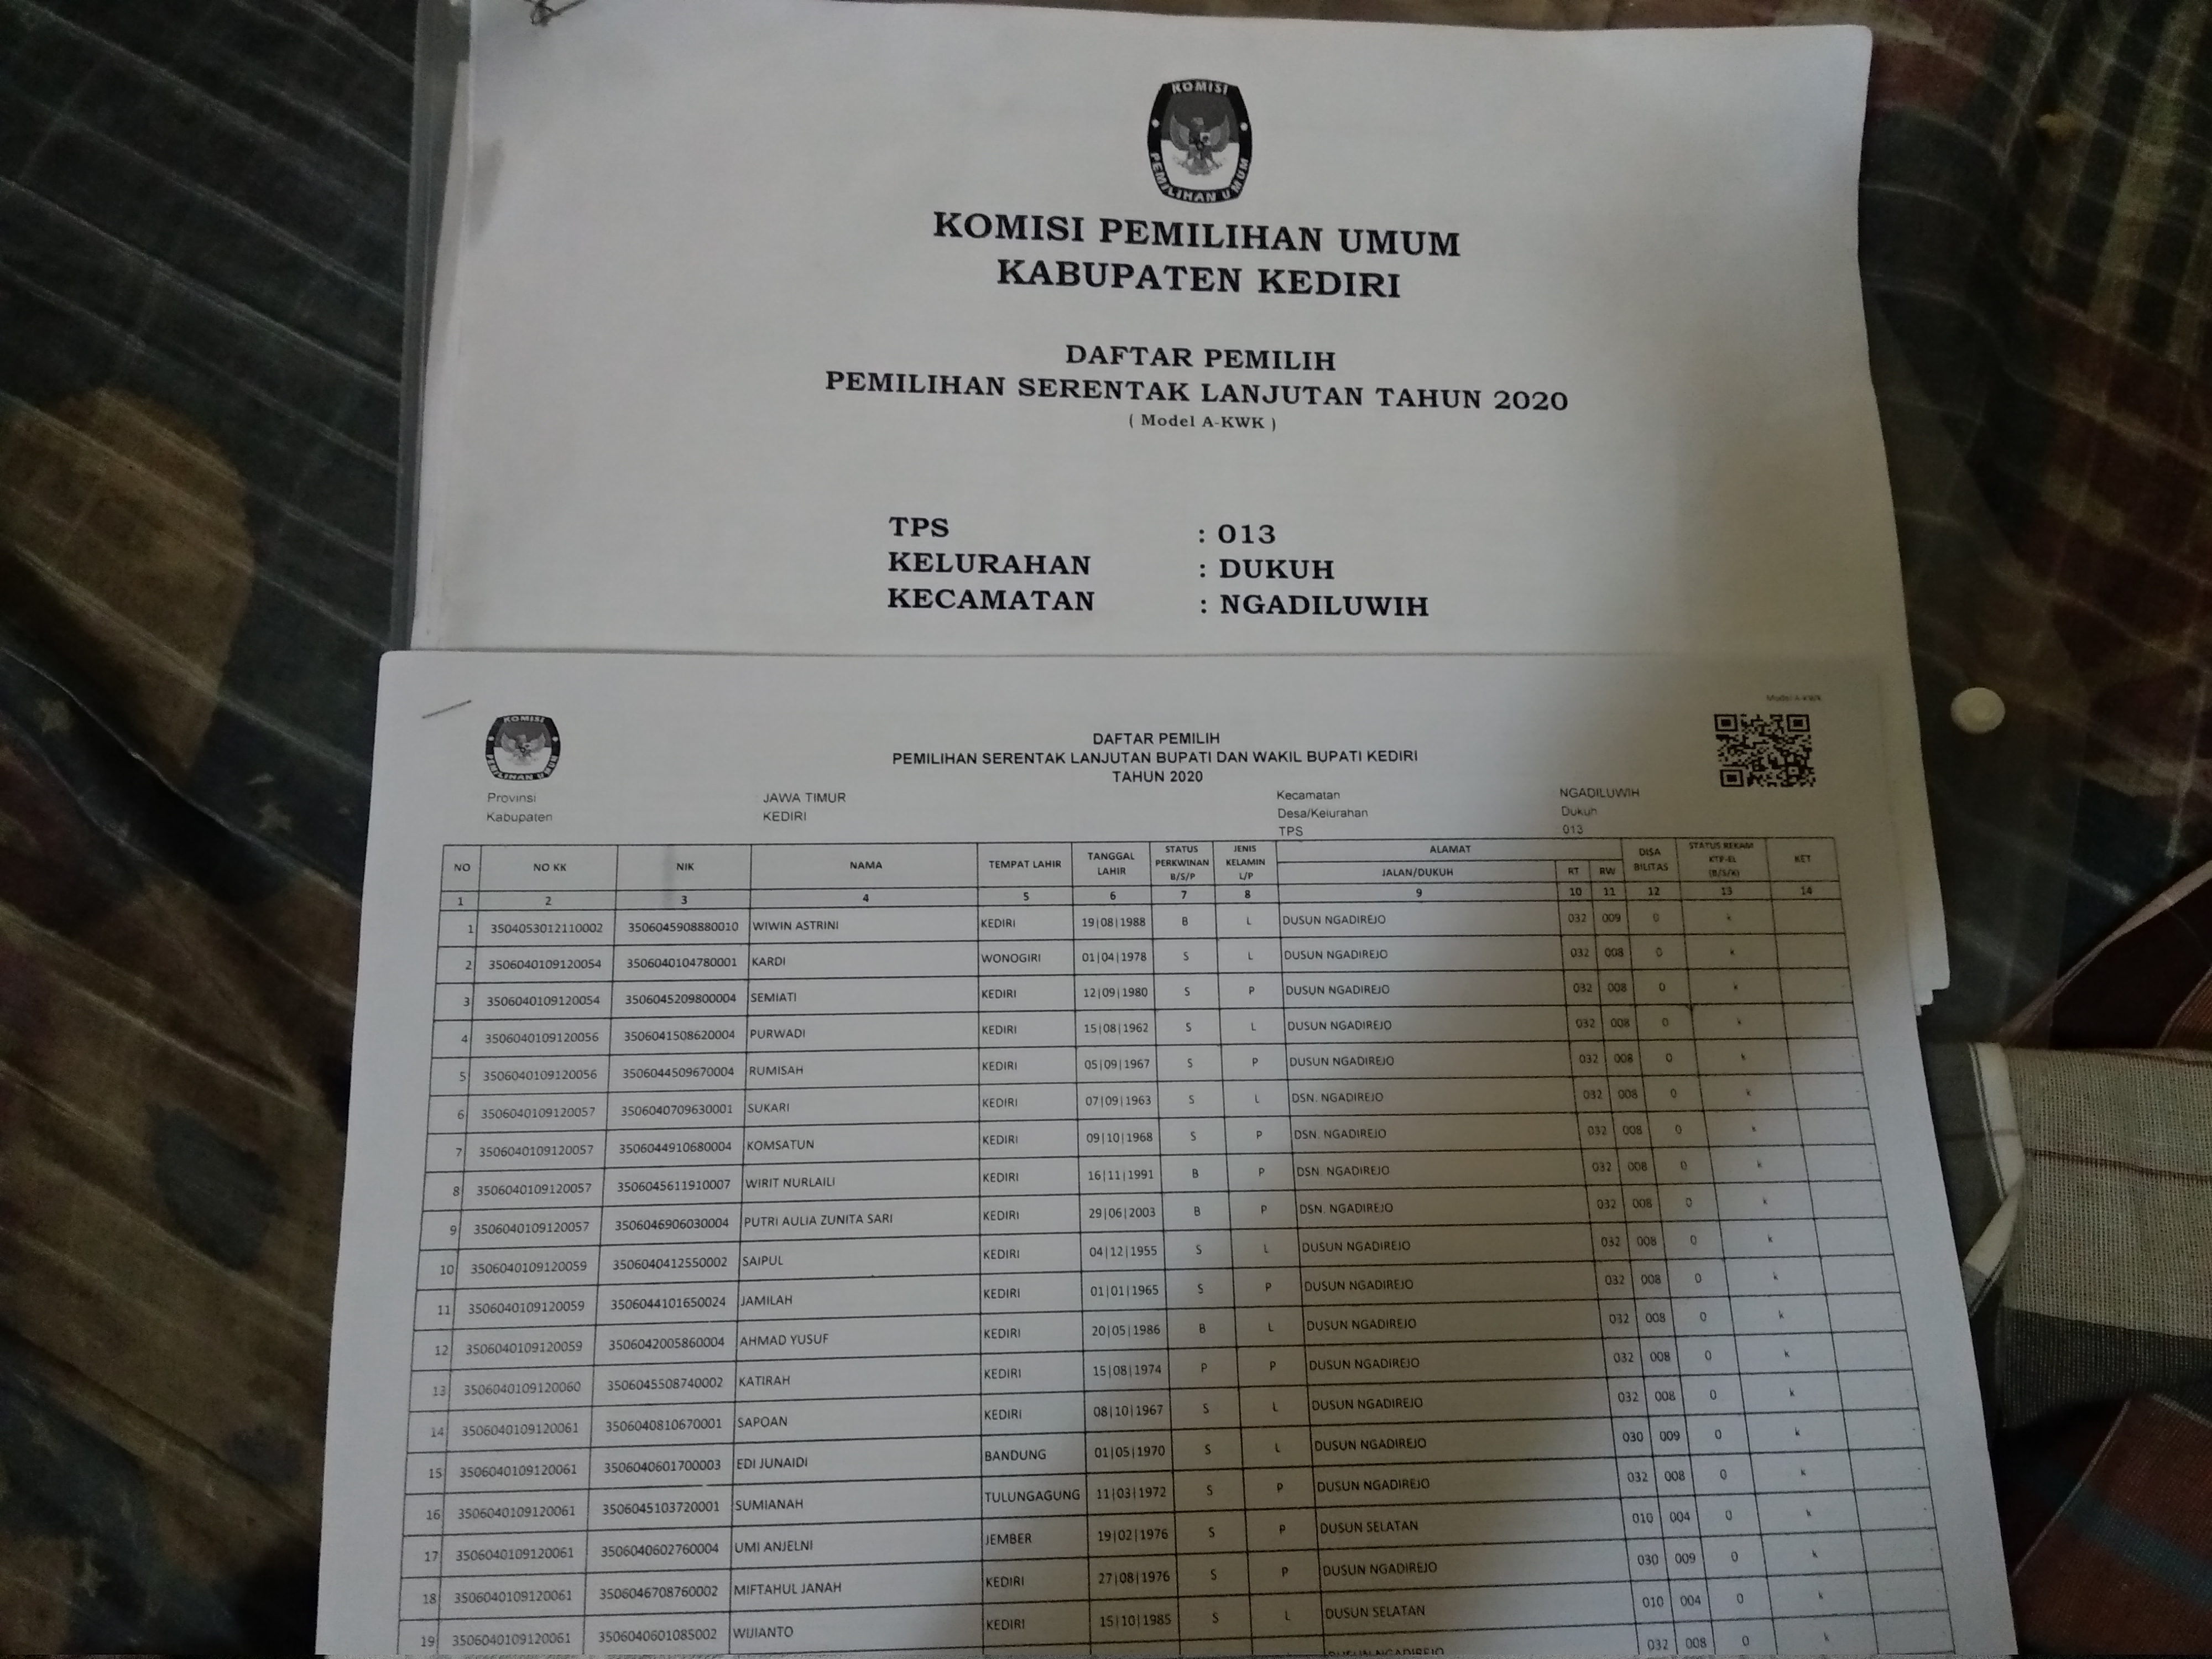 KOMISI PEMILIHAN UMUM
KABUPATEN KEDIRI
DAFTAR PEMILIH
PEMILIHAN SERENTAK LANJUTAN TAHUN 2020
( Model A-KWK )
TPS : 013
KELURAHAN : DUKUH
KECAMATAN : NGADILUWIH
DAFTAR PEMILIH
PEMILIHAN SERENTAK LANJUTAN BUPATI DAN WAKIL BUPATI KEDIRI
TAHUN 2020
Provinsi JAWA TIMUR Kecamatan NGADILUWIH
Kabupaten KEDIRI Desa/Kelurahan Dukuh
TPS 013
NO NO KK NIK NAMA TEMPAT LAHIR TANGGAL LAHIR STATUS PERKWINAN B/S/P JENIS KELAMIN L/P ALAMAT JALAN/DUKUH RT RW DISA BILITAS STATUS REKAM KTP-EL (B/S/K) KET
1 2 3 4 5 6 7 8 9 10 11 12 13 14
1 3504053012110002 3506045908880010 WIWIN ASTRINI KEDIRI 19|08|1988 B L DUSUN NGADIREJO 032 009 0 k
2 3506040109120054 3506040104780001 KARDI WONOGIRI 01|04|1978 S L DUSUN NGADIREJO 032 008 0 k
3 3506040109120054 3506045209800004 SEMIATI KEDIRI 12|09|1980 S P DUSUN NGADIREJO 032 008 0 k
4 3506040109120056 3506041508620004 PURWADI KEDIRI 15|08|1962 S L DUSUN NGADIREJO 032 008 0 k
5 3506040109120056 3506044509670004 RUMISAH KEDIRI 05|09|1967 S P DUSUN NGADIREJO 032 008 0 k
6 3506040109120057 3506040709630001 SUKARI KEDIRI 07|09|1963 S L DSN. NGADIREJO 032 008 0 k
7 3506040109120057 3506044910680004 KOMSATUN KEDIRI 09|10|1968 S P DSN. NGADIREJO 032 008 0 k
8 3506040109120057 3506045611910007 WIRIT NURLAILI KEDIRI 16|11|1991 B P DSN. NGADIREJO 032 008 0 k
9 3506040109120057 3506046906030004 PUTRI AULIA ZUNITA SARI KEDIRI 29|06|2003 B P DSN. NGADIREJO 032 008 0 k
10 3506040109120059 3506040412550002 SAIPUL KEDIRI 04|12|1955 S L DUSUN NGADIREJO 032 008 0 k
11 3506040109120059 3506044101650024 JAMILAH KEDIRI 01|01|1965 S P DUSUN NGADIREJO 032 008 0 k
12 3506040109120059 3506042005860004 AHMAD YUSUF KEDIRI 20|05|1986 B L DUSUN NGADIREJO 032 008 0 k
13 3506040109120060 3506045508740002 KATIRAH KEDIRI 15|08|1974 P P DUSUN NGADIREJO 032 008 0 k
14 3506040109120061 3506040810670001 SAPOAN KEDIRI 08|10|1967 S L DUSUN NGADIREJO 032 008 0 k
15 3506040109120061 3506040601700003 EDI JUNAIDI BANDUNG 01|05|1970 S L DUSUN NGADIREJO 030 009 0 k
16 3506040109120061 3506045103720001 SUMIANAH TULUNGAGUNG 11|03|1972 S P DUSUN NGADIREJO 032 008 0 k
17 3506040109120061 3506040602760004 UMI ANJELNI JEMBER 19|02|1976 S P DUSUN SELATAN 010 004 0 k
18 3506040109120061 3506046708760002 MIFTAHUL JANAH KEDIRI 27|08|1976 S P DUSUN NGADIREJO 030 009 0 k
19 3506040109120061 3506040601085002 WIJIANTO KEDIRI 15|10|1985 S L DUSUN SELATAN 010 004 0 k
DUSUN NGADIREJO 032 008 0 k